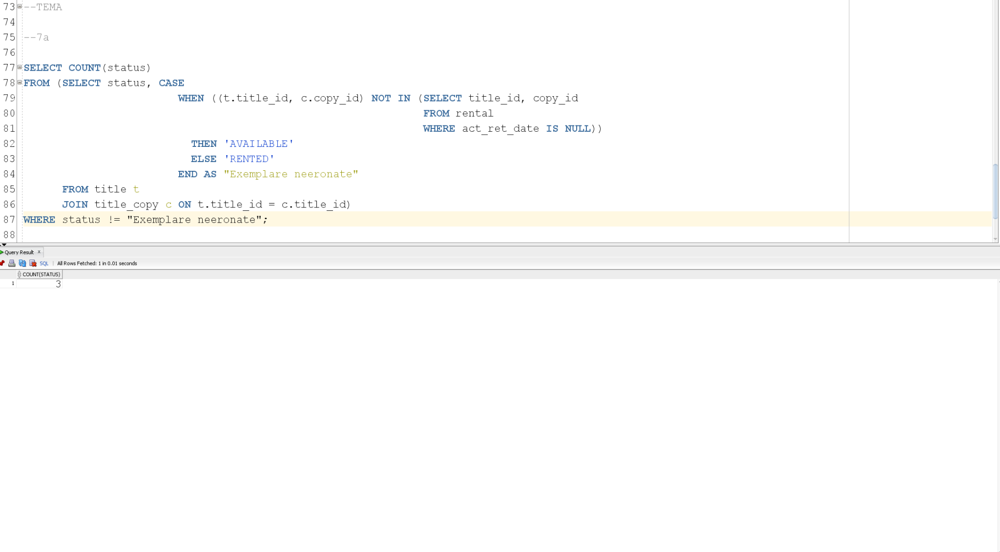 73 --TEMA
74
75 --7a
76
77 SELECT COUNT(status)
78 FROM (SELECT status, CASE
79 WHEN ((t.title_id, c.copy_id) NOT IN (SELECT title_id, copy_id
80 FROM rental
81 WHERE act_ret_date IS NULL))
82 THEN 'AVAILABLE'
83 ELSE 'RENTED'
84 END AS "Exemplare neeronate"
85 FROM title t
86 JOIN title_copy c ON t.title_id = c.title_id)
87 WHERE status != "Exemplare neeronate";
88
Query Result x
SQL | All Rows Fetched: 1 in 0.01 seconds
COUNT(STATUS)
1 3